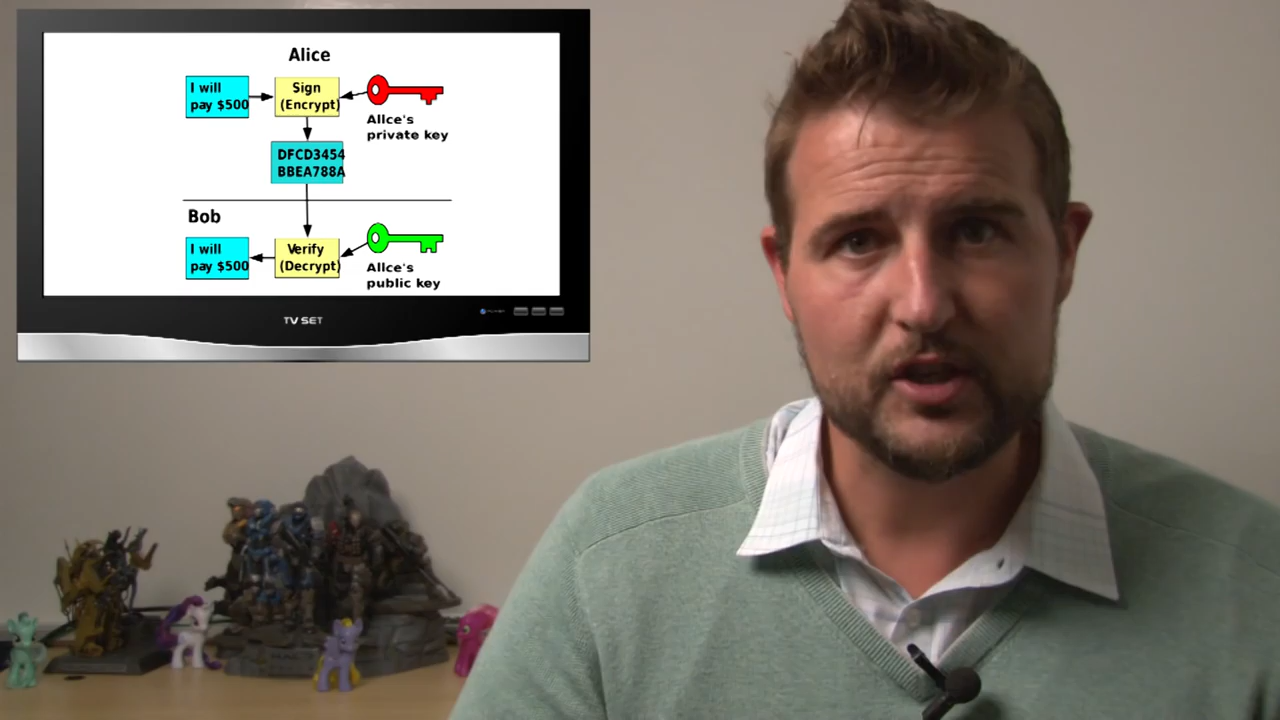 Alice
I will
pay $500
Sign
(Encrypt)
Alice's
private key
DFCD3454
BBEA788A
Bob
I will
pay $500
Verify
(Decrypt)
Alice's
public key
TV SET